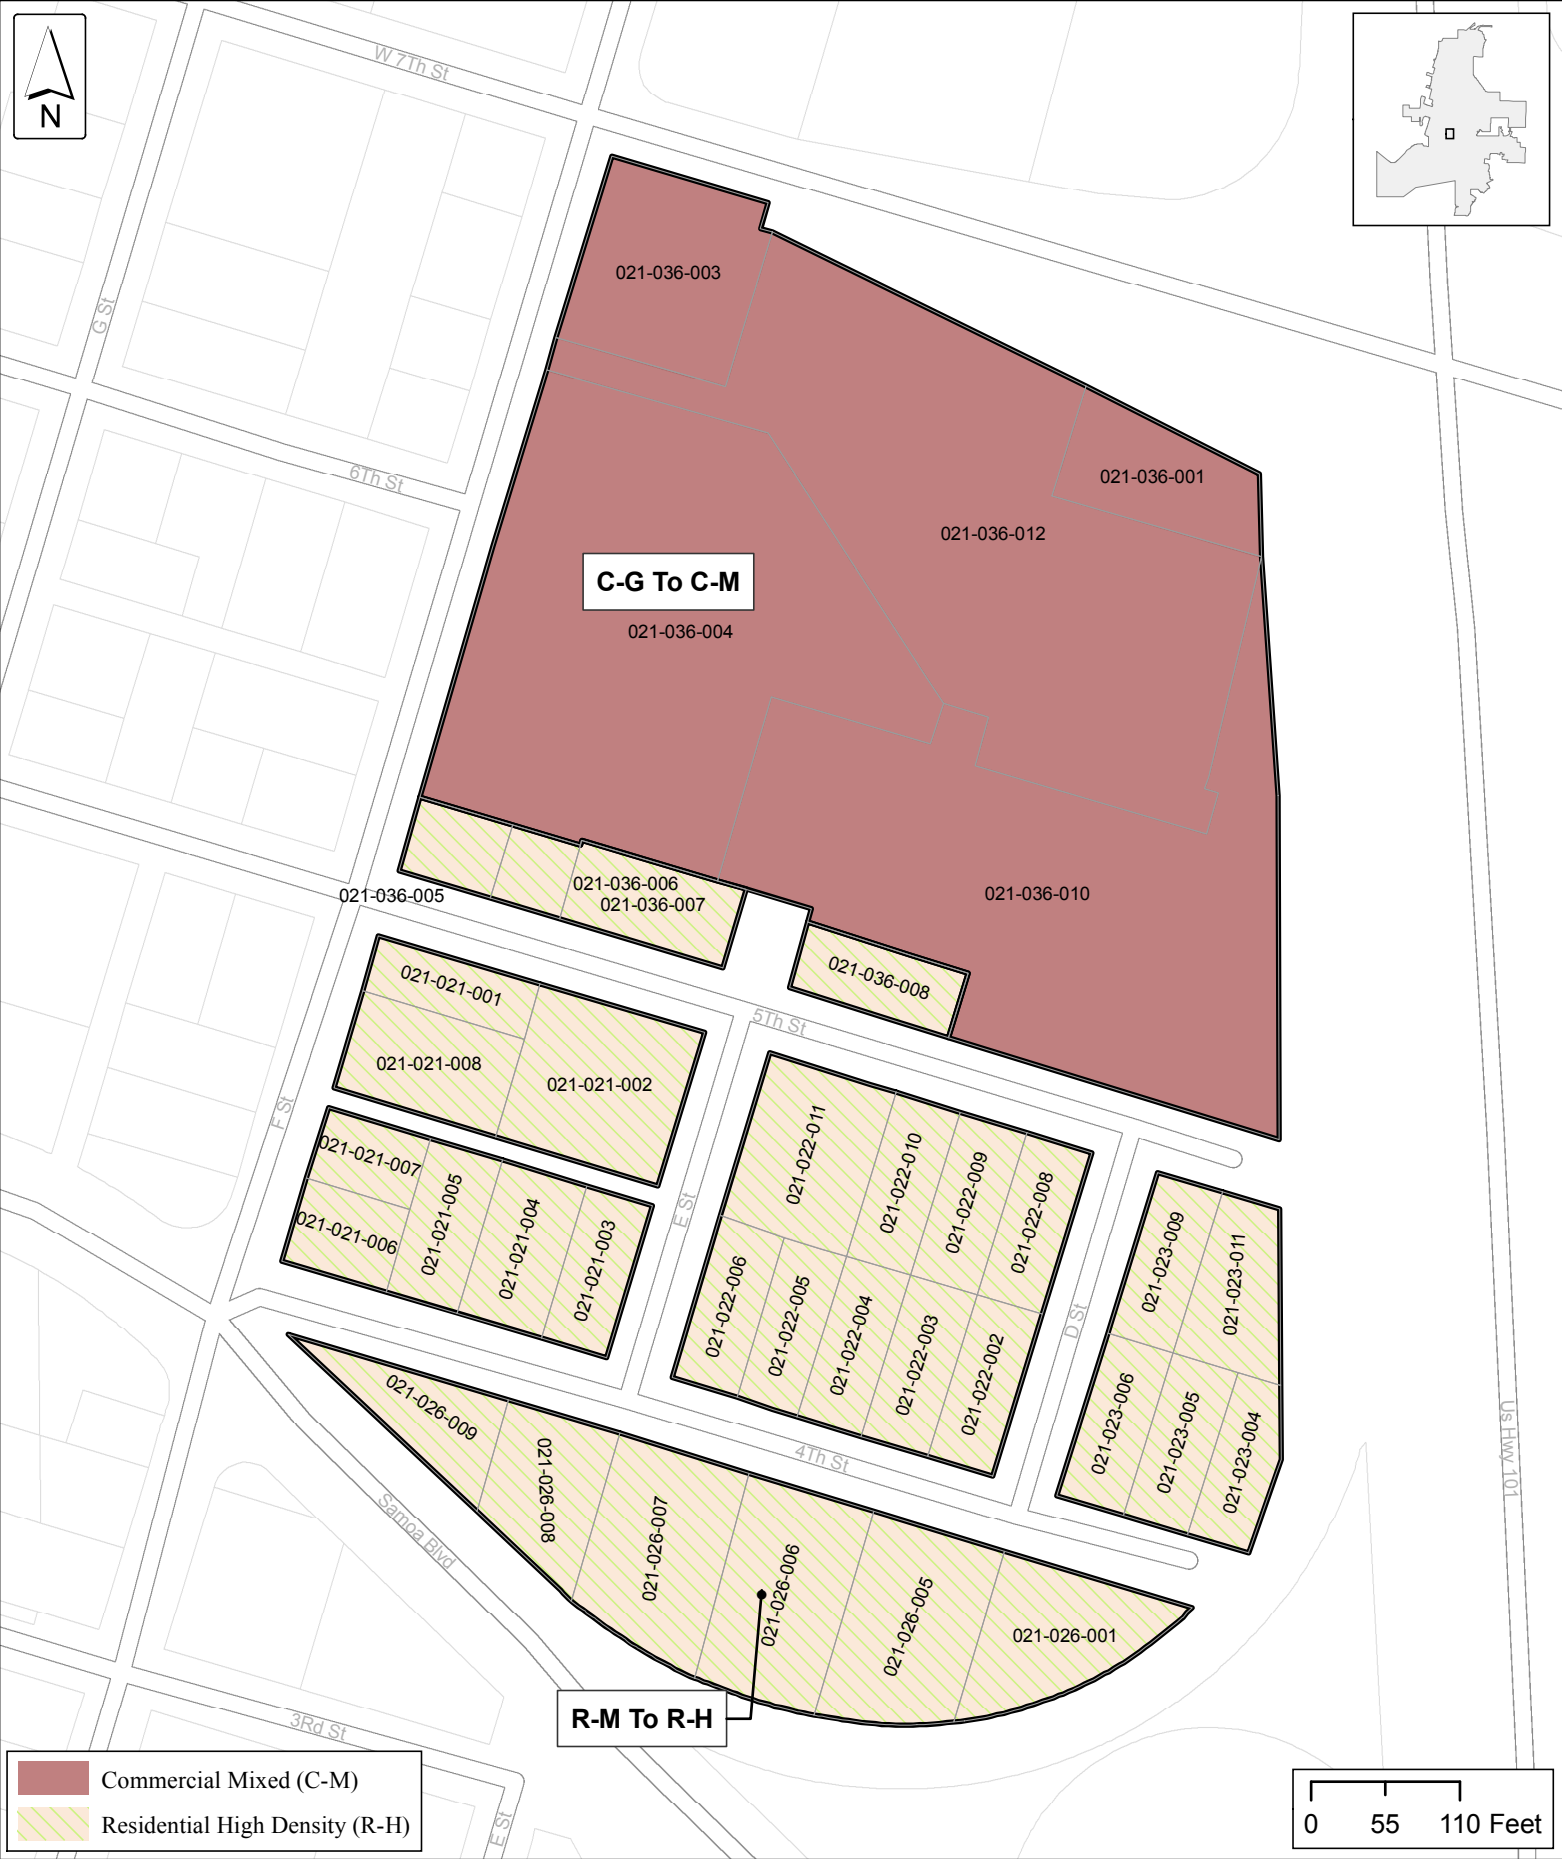 N
W 7Th St
G St
021-036-003
021-036-001
6Th St
021-036-012
C-G To C-M
021-036-004
021-036-006
021-036-005
021-036-007
021-036-010
021-036-008
021-021-001
5Th St
021-021-008
021-021-002
F St
021-021-007
021-021-006
021-021-005
021-021-004
021-021-003
E St
021-022-011
021-022-010
021-022-009
021-022-008
021-022-006
021-022-005
021-022-004
021-022-003
021-022-002
D St
021-023-009
021-023-011
021-023-006
021-023-005
021-023-004
Us Hwy 101
021-026-009
021-026-008
021-026-007
021-026-006
021-026-005
021-026-001
4Th St
Samoa Blvd
R-M To R-H
3Rd St
E St
Commercial Mixed (C-M)
Residential High Density (R-H)
0 55 110 Feet